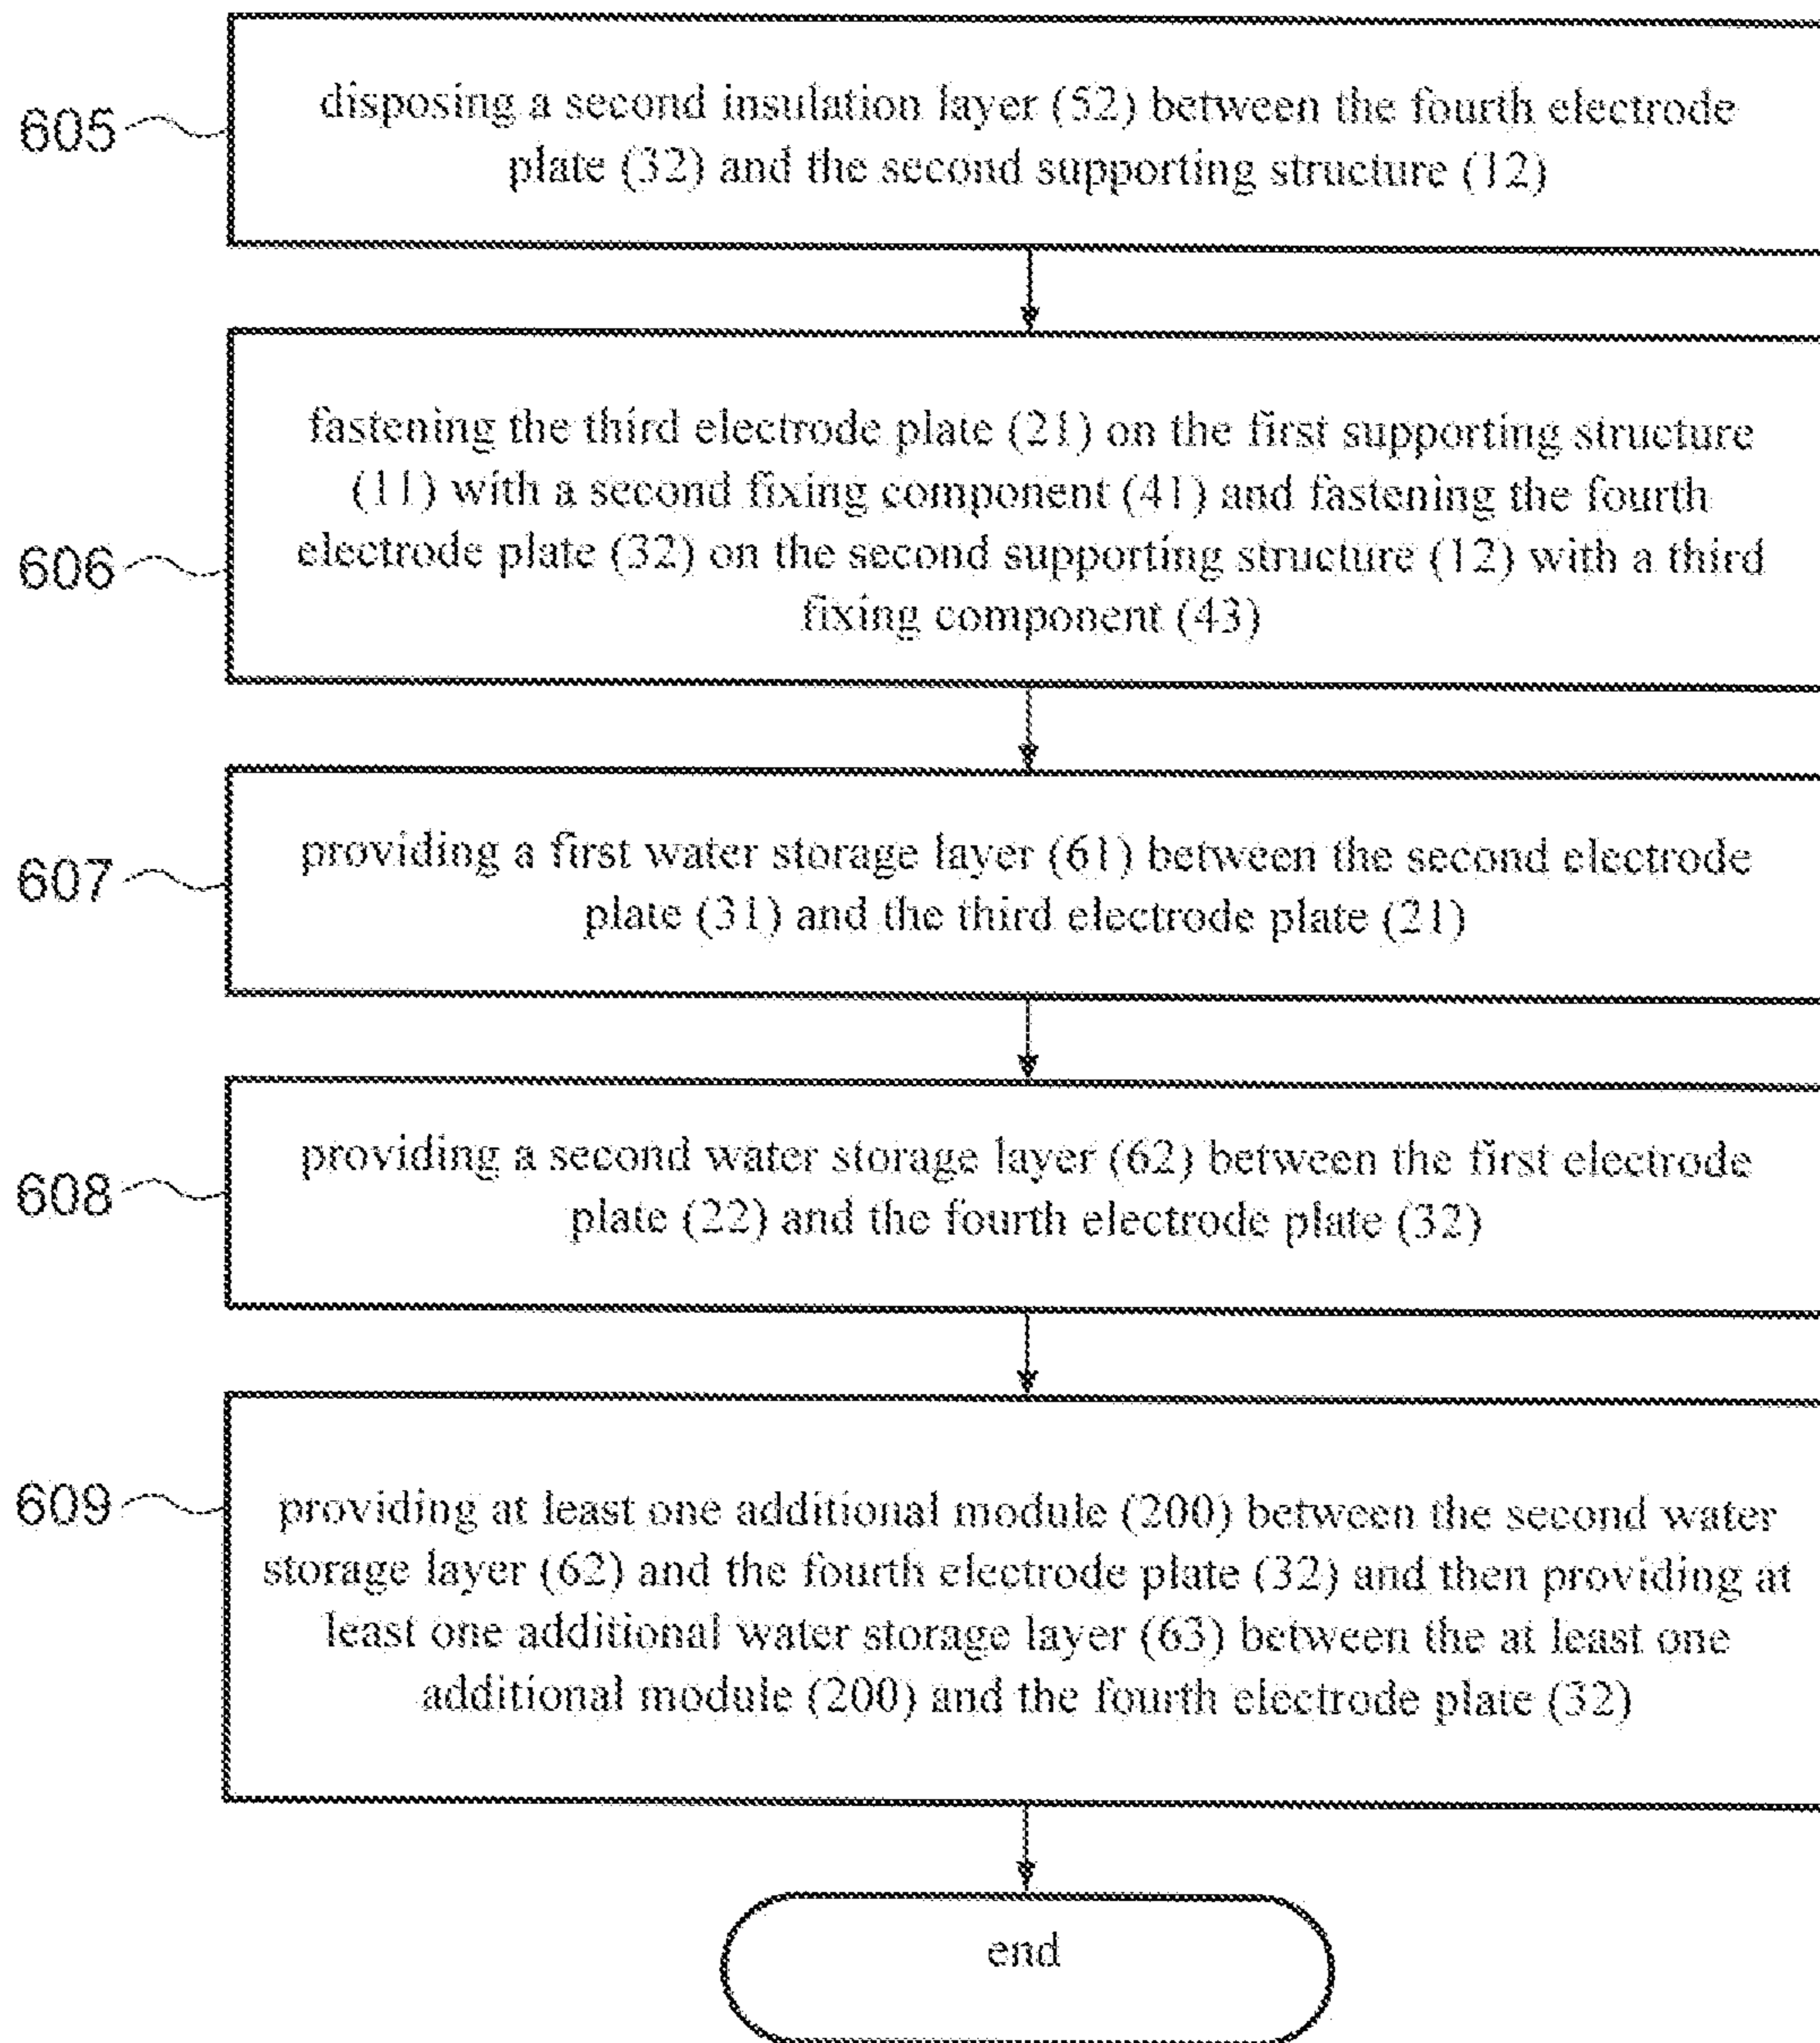 605
disposing a second insulation layer (52) between the fourth electrode
plate (32) and the second supporting structure (12)
606
fastening the third electrode plate (21) on the first supporting structure
(11) with a second fixing component (41) and fastening the fourth
electrode plate (32) on the second supporting structure (12) with a third
fixing component (43)
607
providing a first water storage layer (61) between the second electrode
plate (31) and the third electrode plate (21)
608
providing a second water storage layer (62) between the first electrode
plate (22) and the fourth electrode plate (32)
609
providing at least one additional module (200) between the second water
storage layer (62) and the fourth electrode plate (32) and then providing at
least one additional water storage layer (63) between the at least one
additional module (200) and the fourth electrode plate (32)
end